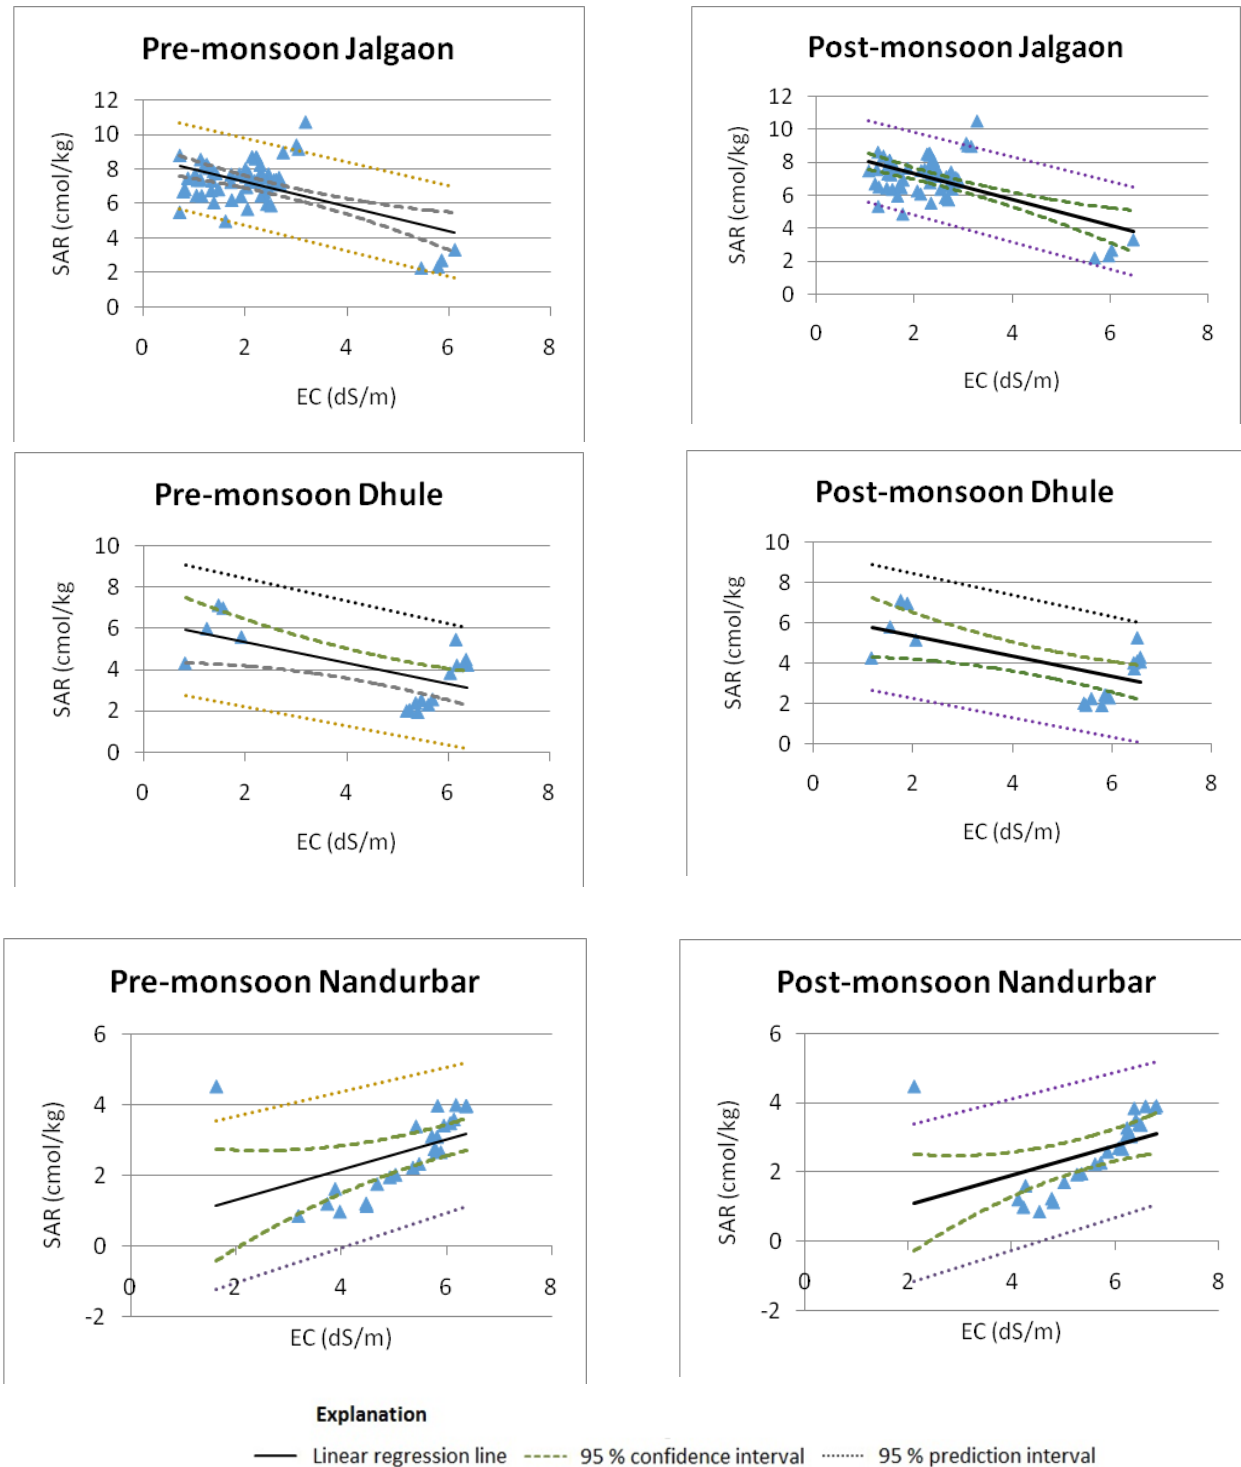 Pre-monsoon Jalgaon
12
10
8
6
4
2
0
0 2 4 6 8
SAR (cmol/kg)
EC (dS/m)
Post-monsoon Jalgaon
12
10
8
6
4
2
0
0 2 4 6 8
SAR (cmol/kg)
EC (dS/m)
Pre-monsoon Dhule
10
8
6
4
2
0
0 2 4 6 8
SAR (cmol/kg
EC (dS/m)
Post-monsoon Dhule
10
8
6
4
2
0
0 2 4 6 8
SAR (cmol/kg)
EC (dS/m)
Pre-monsoon Nandurbar
6
4
2
0
-2
0 2 4 6 8
SAR (cmol/kg)
EC (dS/m)
Post-monsoon Nandurbar
6
4
2
0
-2
0 2 4 6 8
SAR (cmol/kg)
EC (dS/m)
Explanation
Linear regression line 95 % confidence interval 95 % prediction interval